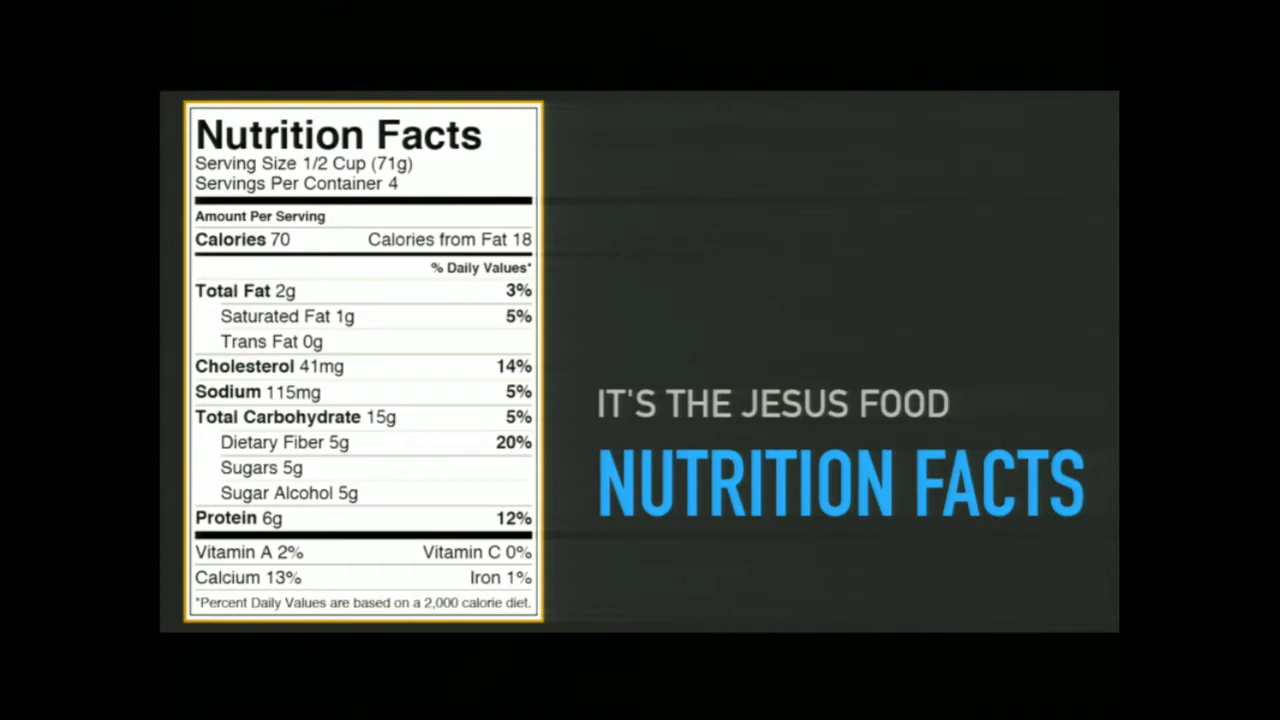 Nutrition Facts
Serving Size 1/2 Cup (71g)
Servings Per Container 4
Amount Per Serving
Calories 70 Calories from Fat 18
% Daily Values*
Total Fat 2g 3%
Saturated Fat 1g 5%
Trans Fat 0g
Cholesterol 41mg 14%
Sodium 115mg 5%
Total Carbohydrate 15g 5%
Dietary Fiber 5g 20%
Sugars 5g
Sugar Alcohol 5g
Protein 6g 12%
Vitamin A 2% Vitamin C 0%
Calcium 13% Iron 1%
*Percent Daily Values are based on a 2,000 calorie diet.
IT'S THE JESUS FOOD
NUTRITION FACTS